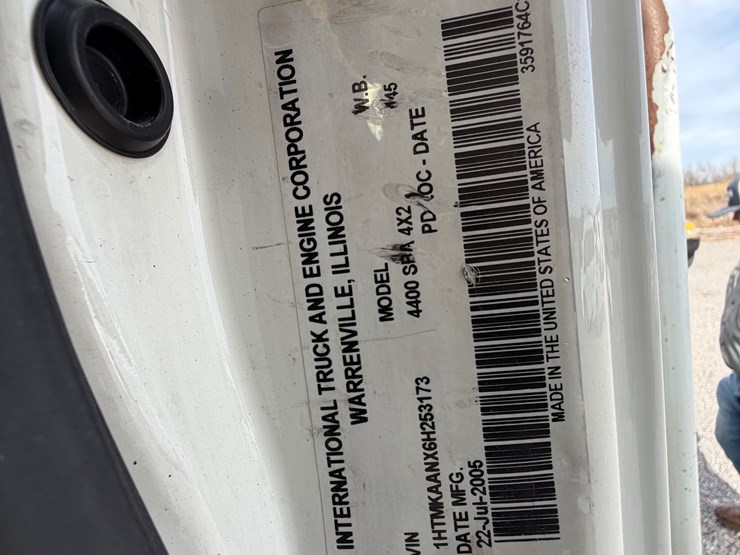 INTERNATIONAL TRUCK AND ENGINE CORPORATION
WARRENVILLE, ILLINOIS
MODEL W.B.
4400 SBA 4X2
PD LOC - DATE
VIN
1HTMKAANX6H253173
DATE MFG.
22-Jul-2005
MADE IN THE UNITED STATES OF AMERICA
3591764C